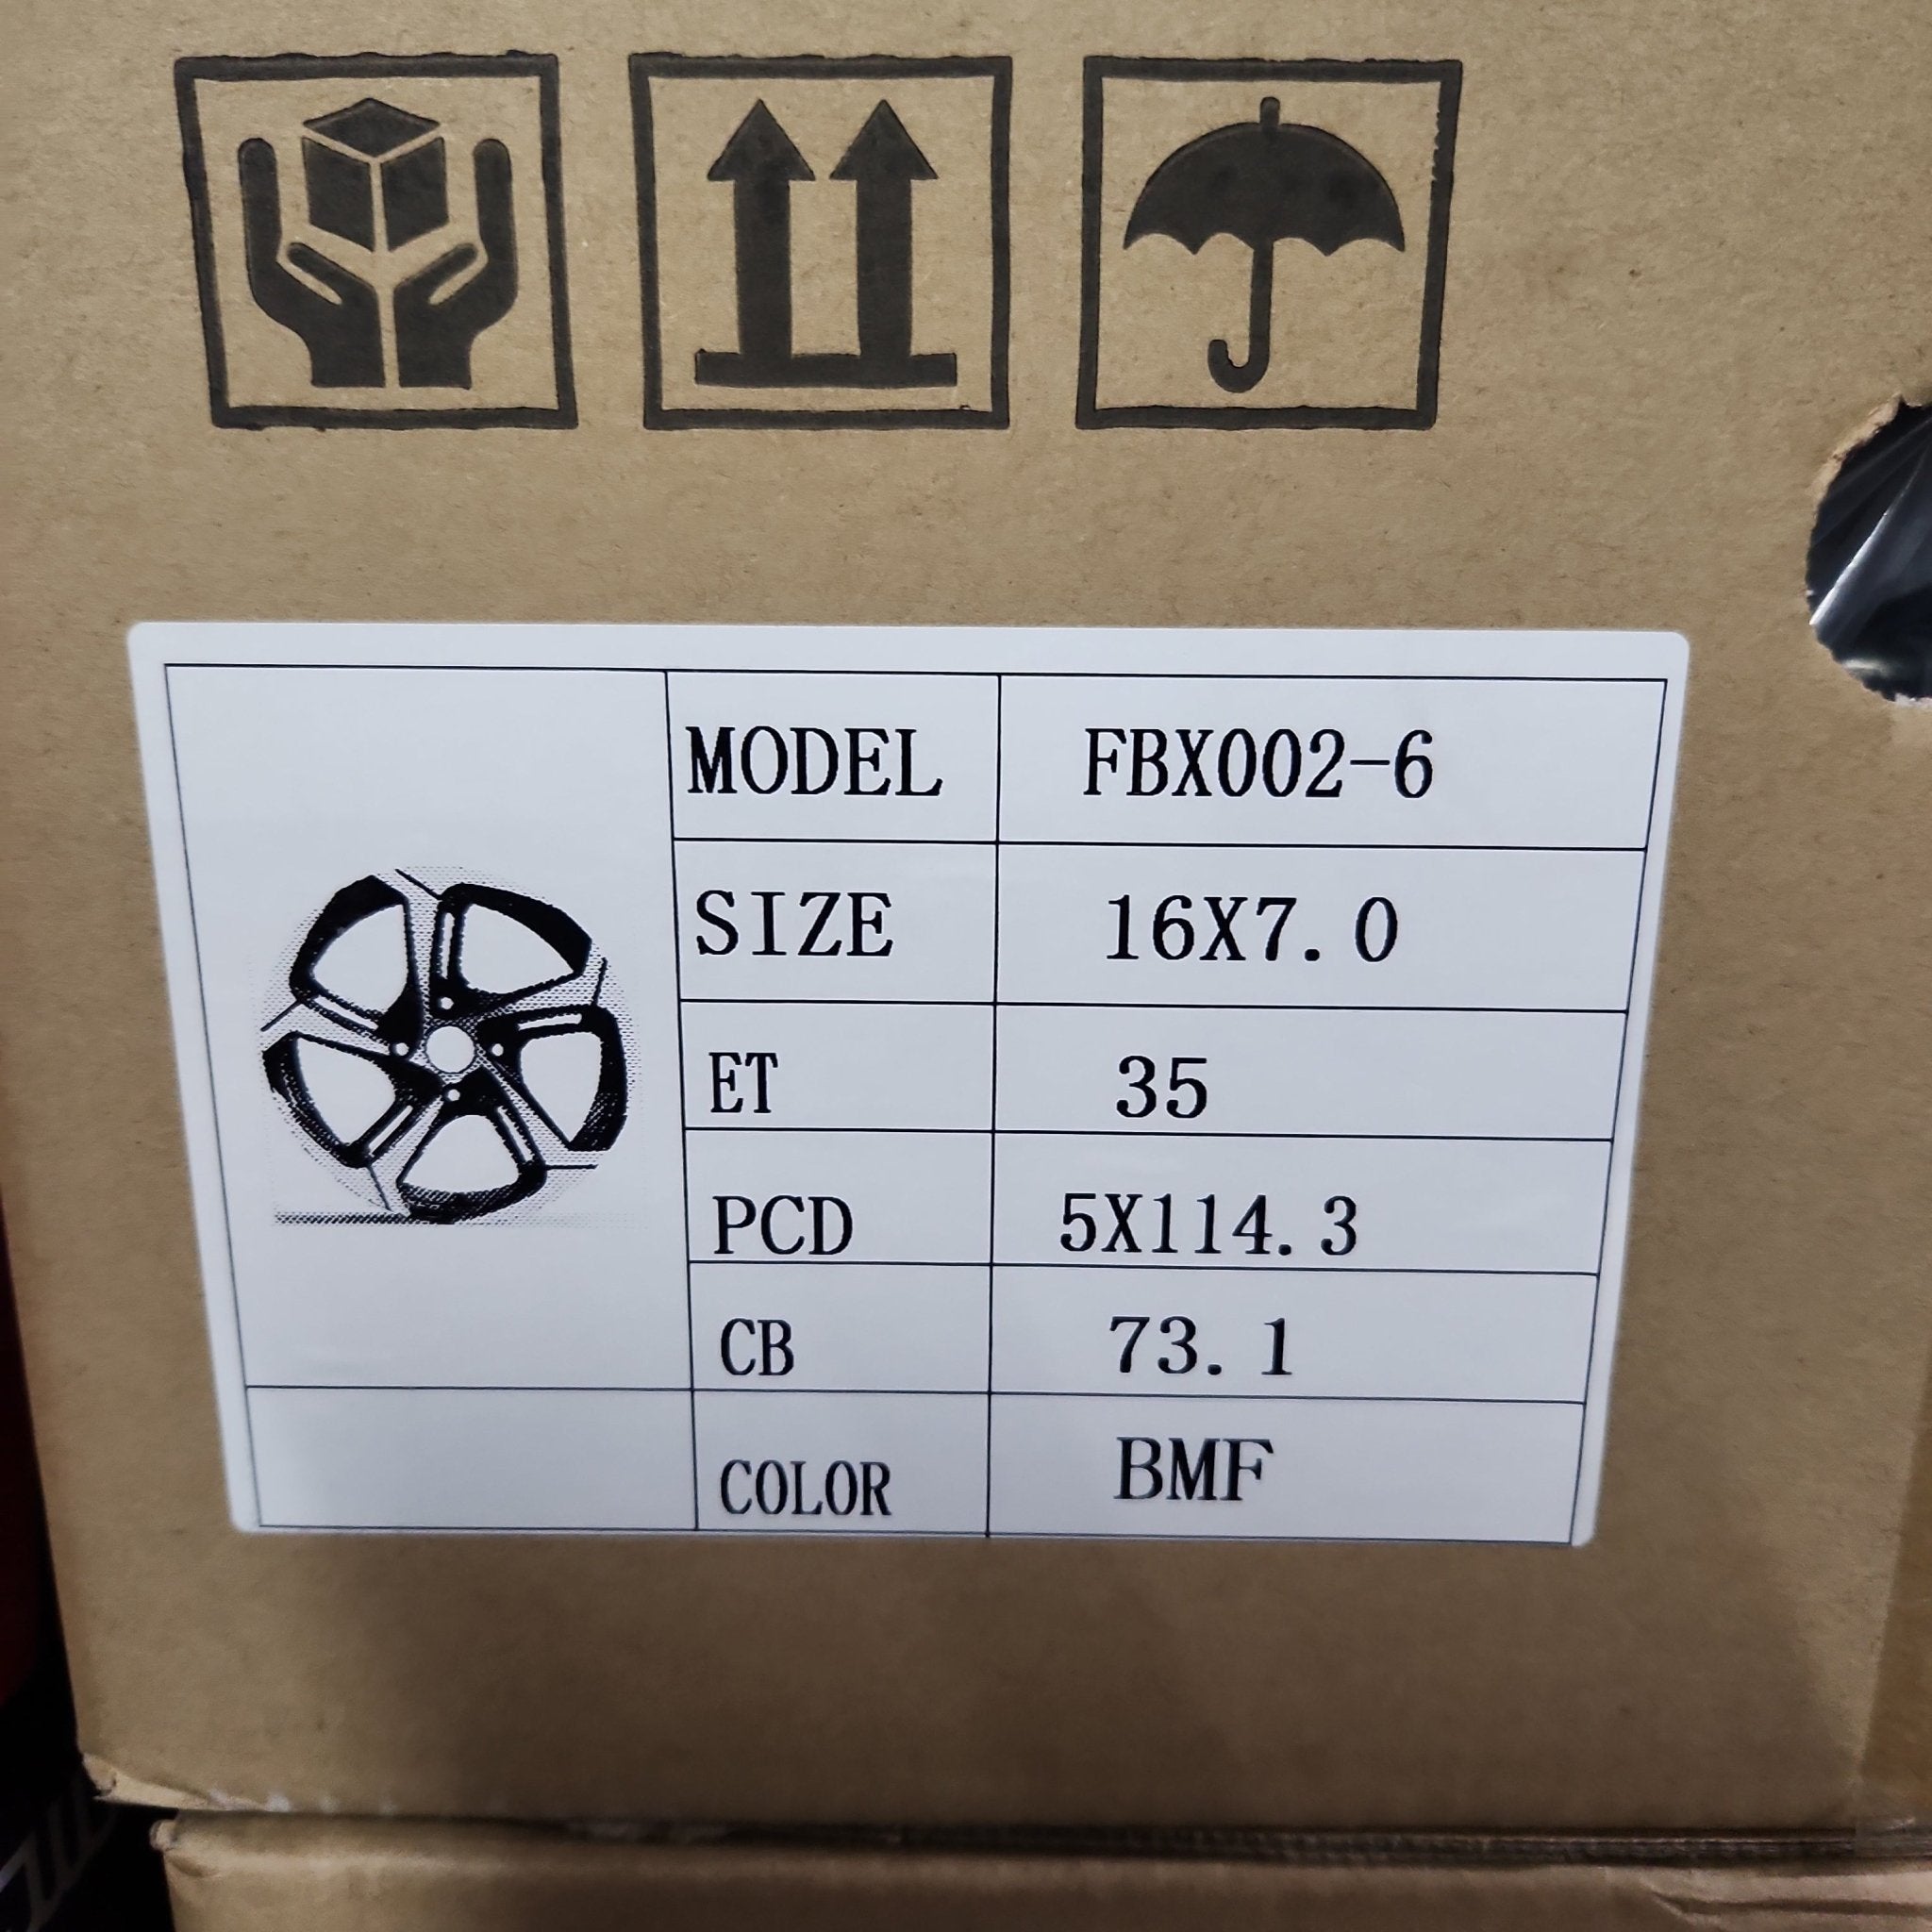 MODEL FBX002-6
SIZE 16X7.0
ET 35
PCD 5X114.3
CB 73.1
COLOR BMF